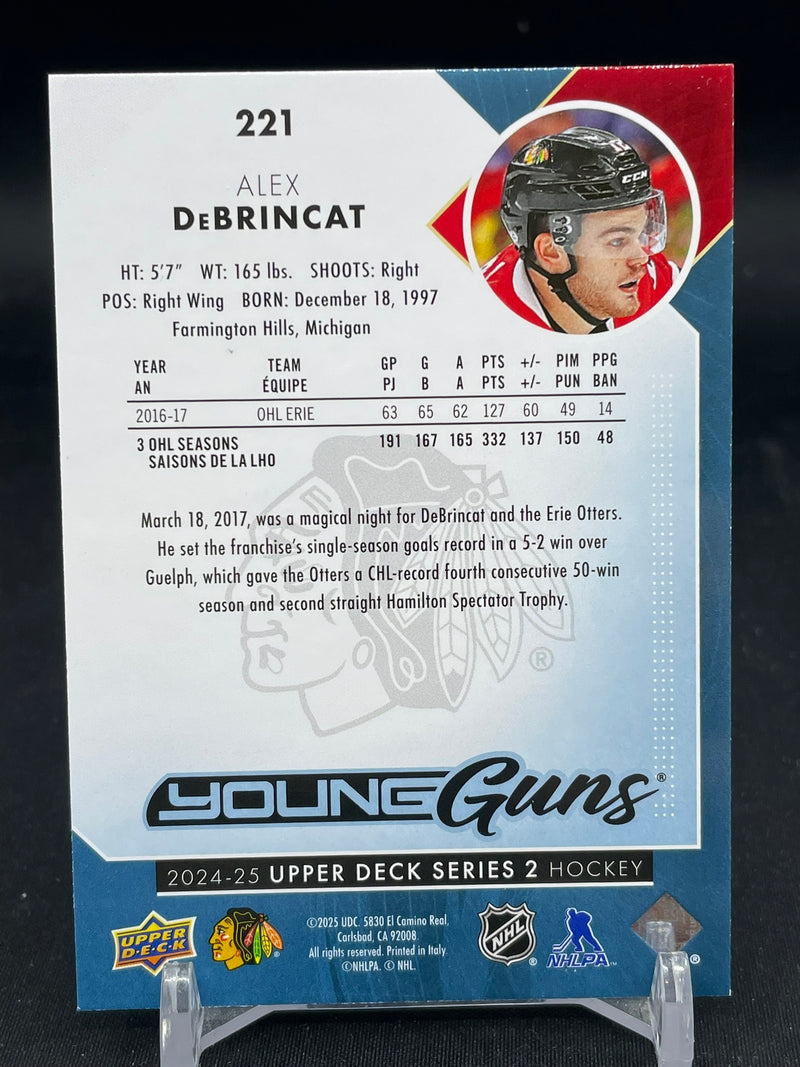 221
ALEX
DeBRINCAT
HT: 5'7" WT: 165 lbs. SHOOTS: Right
POS: Right Wing BORN: December 18, 1997
Farmington Hills, Michigan
YEAR TEAM GP G A PTS +/- PIM PPG
AN ÉQUIPE PJ B A PTS +/- PUN BAN
2016-17 OHL ERIE 63 65 62 127 60 49 14
3 OHL SEASONS 191 167 165 332 137 150 48
SAISONS DE LA LHO
March 18, 2017, was a magical night for DeBrincat and the Erie Otters.
He set the franchise's single-season goals record in a 5-2 win over
Guelph, which gave the Otters a CHL-record fourth consecutive 50-win
season and second straight Hamilton Spectator Trophy.
®
YOUNG Guns®
2024-25 UPPER DECK SERIES 2 HOCKEY
UPPER DECK
©2025 UDC. 5830 El Camino Real,
Carlsbad, CA 92008.
All rights reserved. Printed in Italy.
©NHLPA. © NHL.
NHL ®
NHLPA™
®
CCM